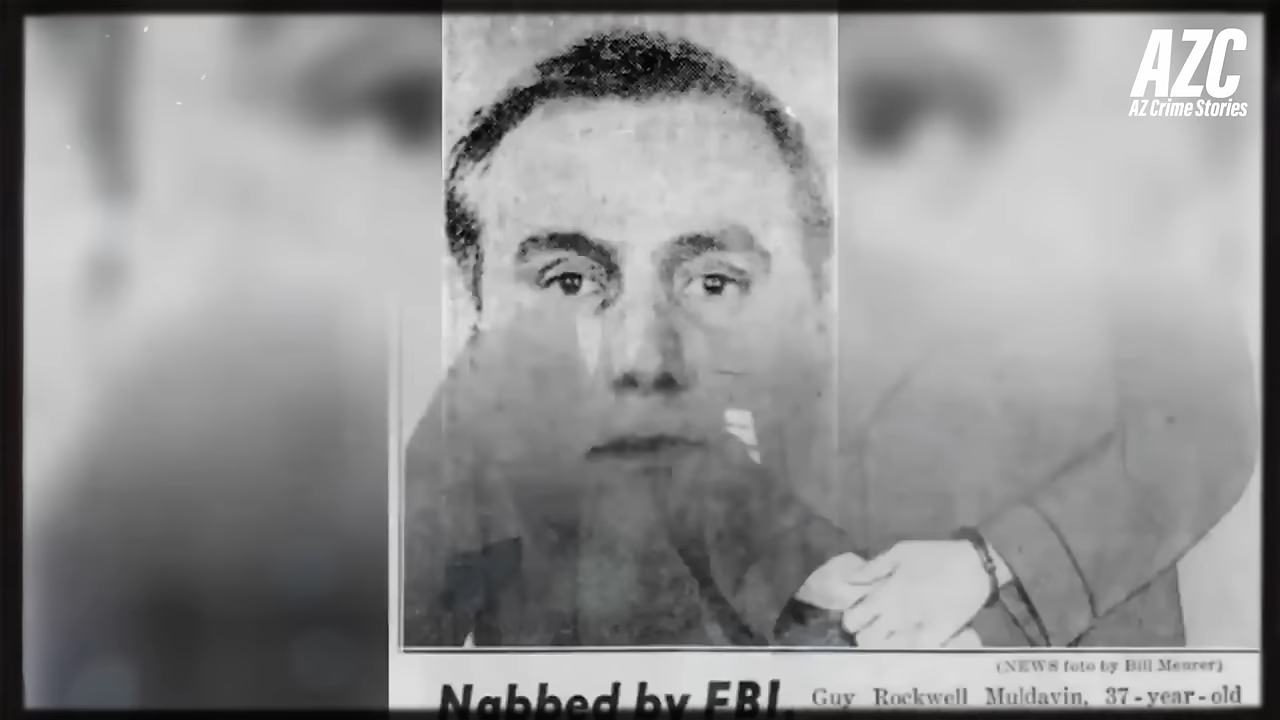 AZC
AZ Crime Stories
(NEWS foto by Bill Meurer)
Nabbed by FBI. Guy Rockwell Muldavin, 37-year-old